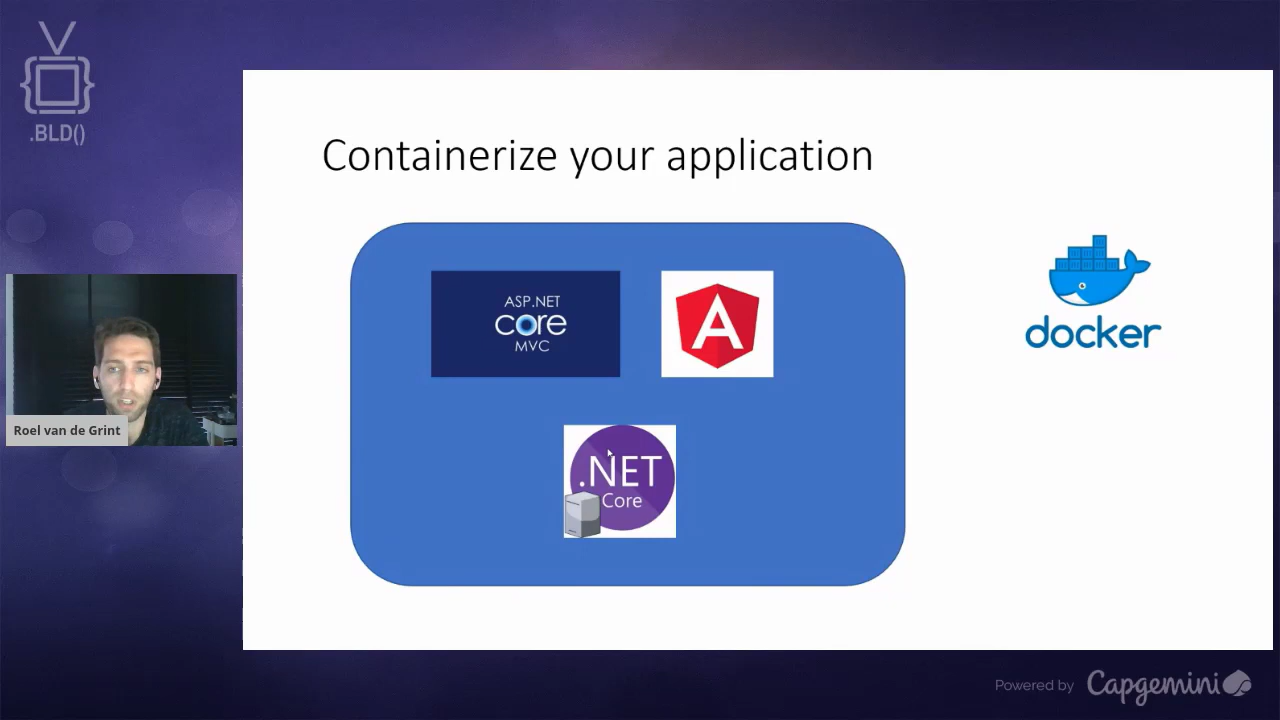 .BLD()
Containerize your application
ASP.NET
core
MVC
A
docker
.NET
Core
Roel van de Grint
Powered by Capgemini